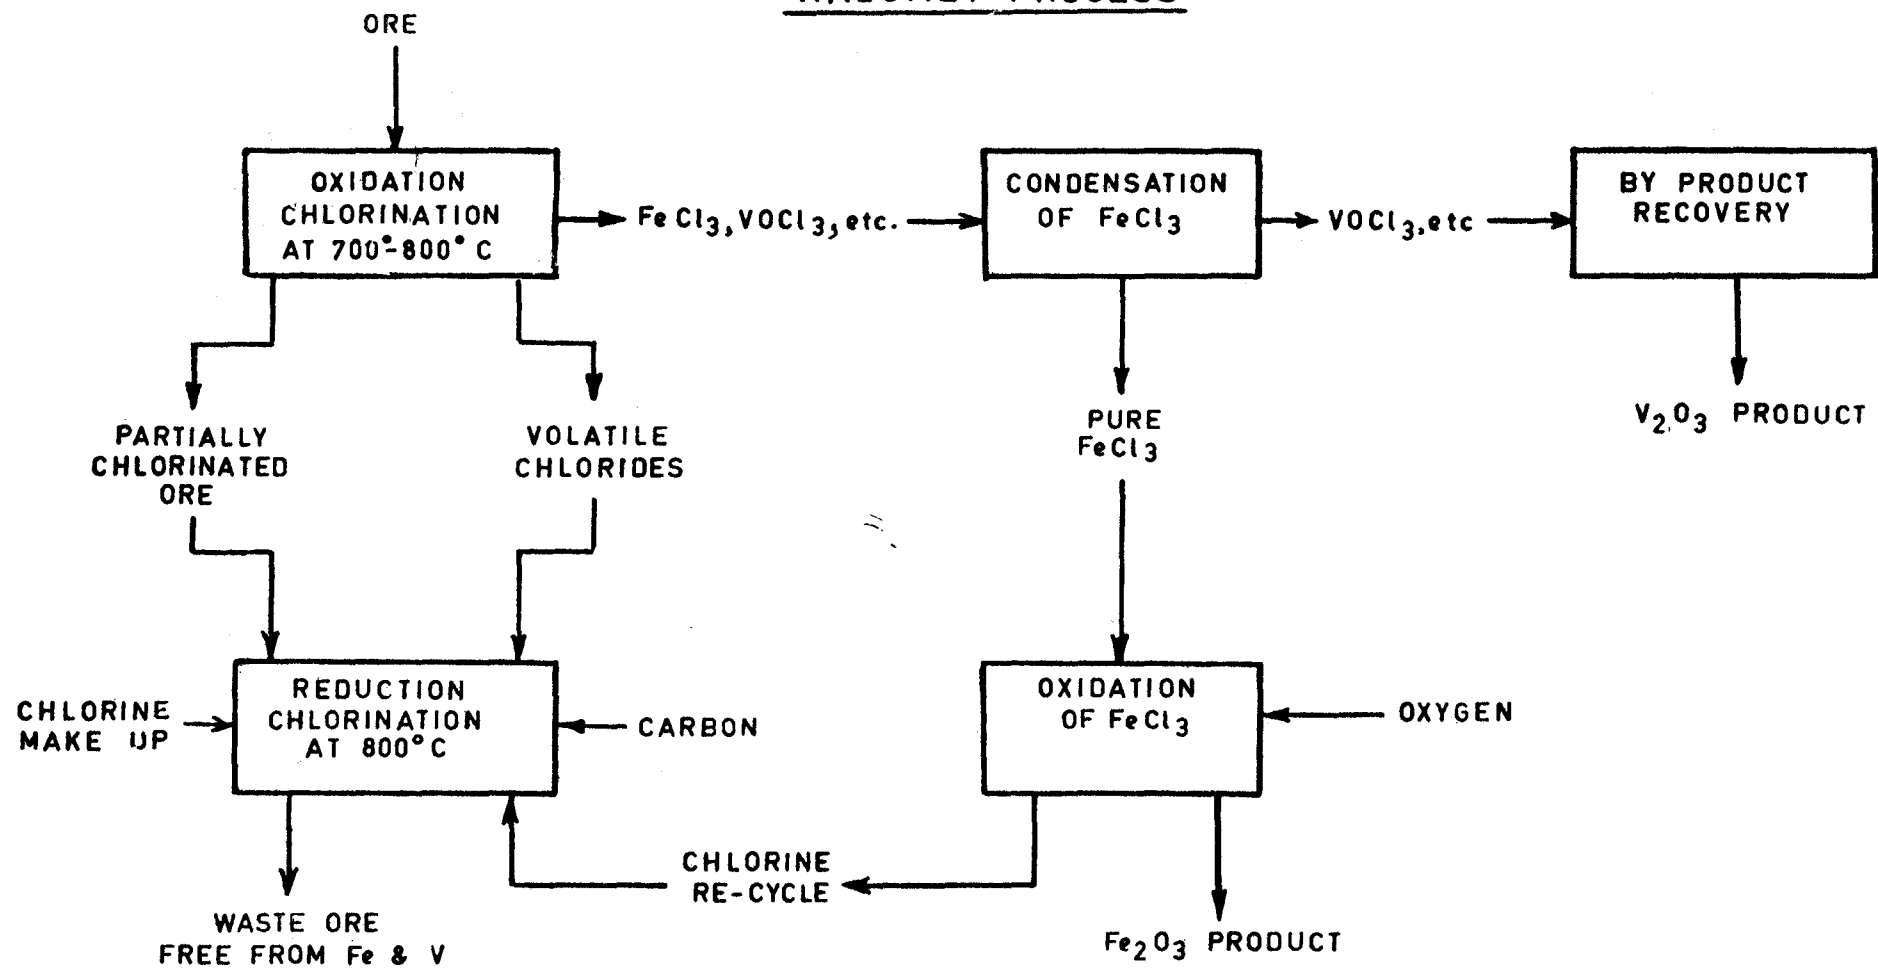 PROCESS
ORE
OXIDATION
CHLORINATION
AT 700°-800° C
FeCl3, VOCl3, etc.
CONDENSATION
OF FeCl3
VOCl3, etc
BY PRODUCT
RECOVERY
PARTIALLY
CHLORINATED
ORE
VOLATILE
CHLORIDES
PURE
FeCl3
V2O3 PRODUCT
CHLORINE
MAKE UP
REDUCTION
CHLORINATION
AT 800° C
CARBON
OXIDATION
OF FeCl3
OXYGEN
CHLORINE
RE-CYCLE
WASTE ORE
FREE FROM Fe & V
Fe2O3 PRODUCT